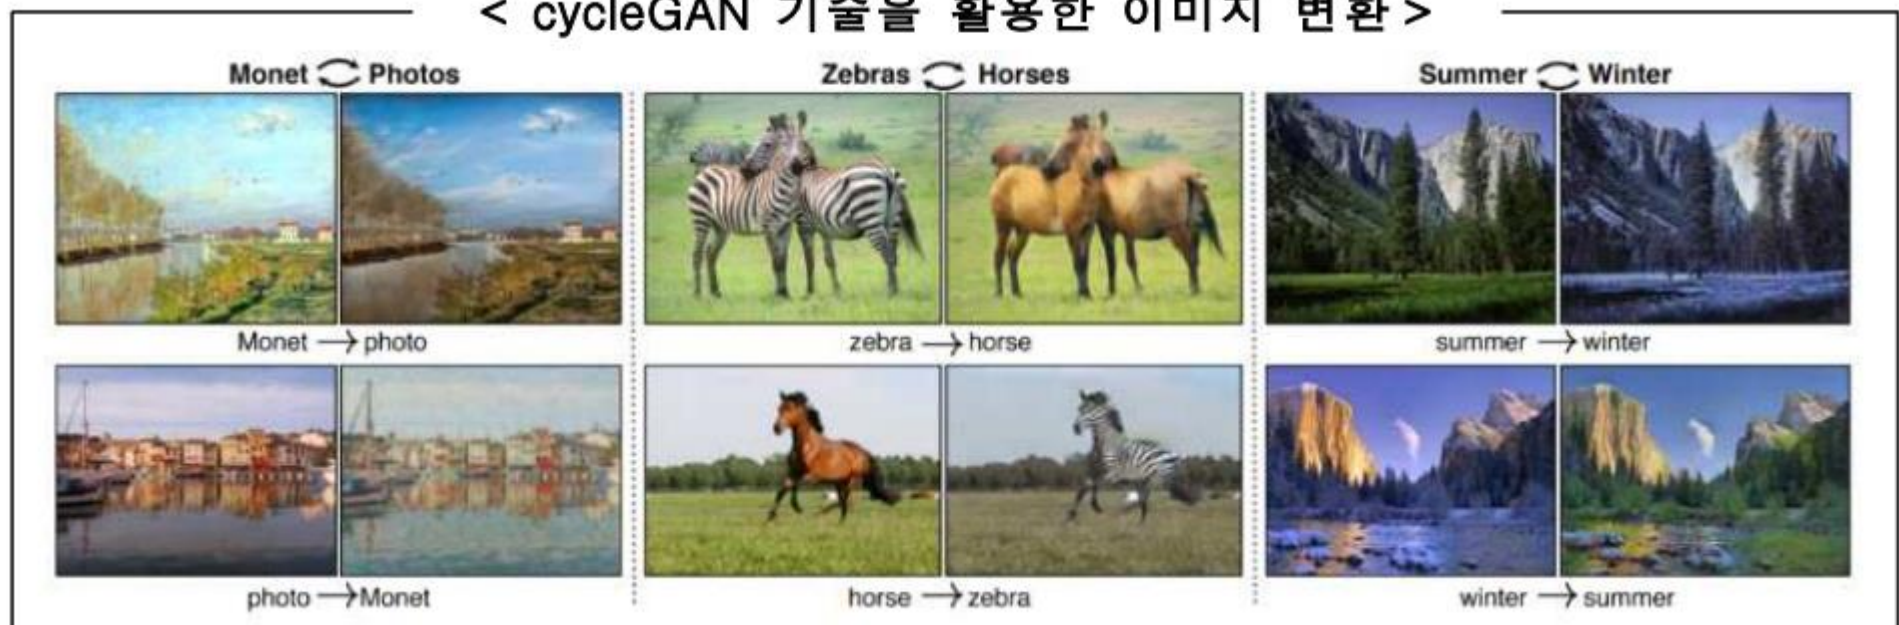 < cycleGAN 기술을 활용한 이미지 변환 >
Monet Photos
Zebras Horses
Summer Winter
Monet → photo
zebra → horse
summer → winter
photo → Monet
horse → zebra
winter → summer